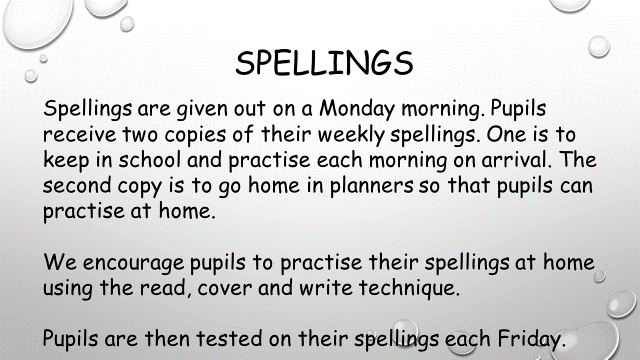 SPELLINGS
Spellings are given out on a Monday morning. Pupils
receive two copies of their weekly spellings. One is to
keep in school and practise each morning on arrival. The
second copy is to go home in planners so that pupils can
practise at home.
We encourage pupils to practise their spellings at home
using the read, cover and write technique.
Pupils are then tested on their spellings each Friday.